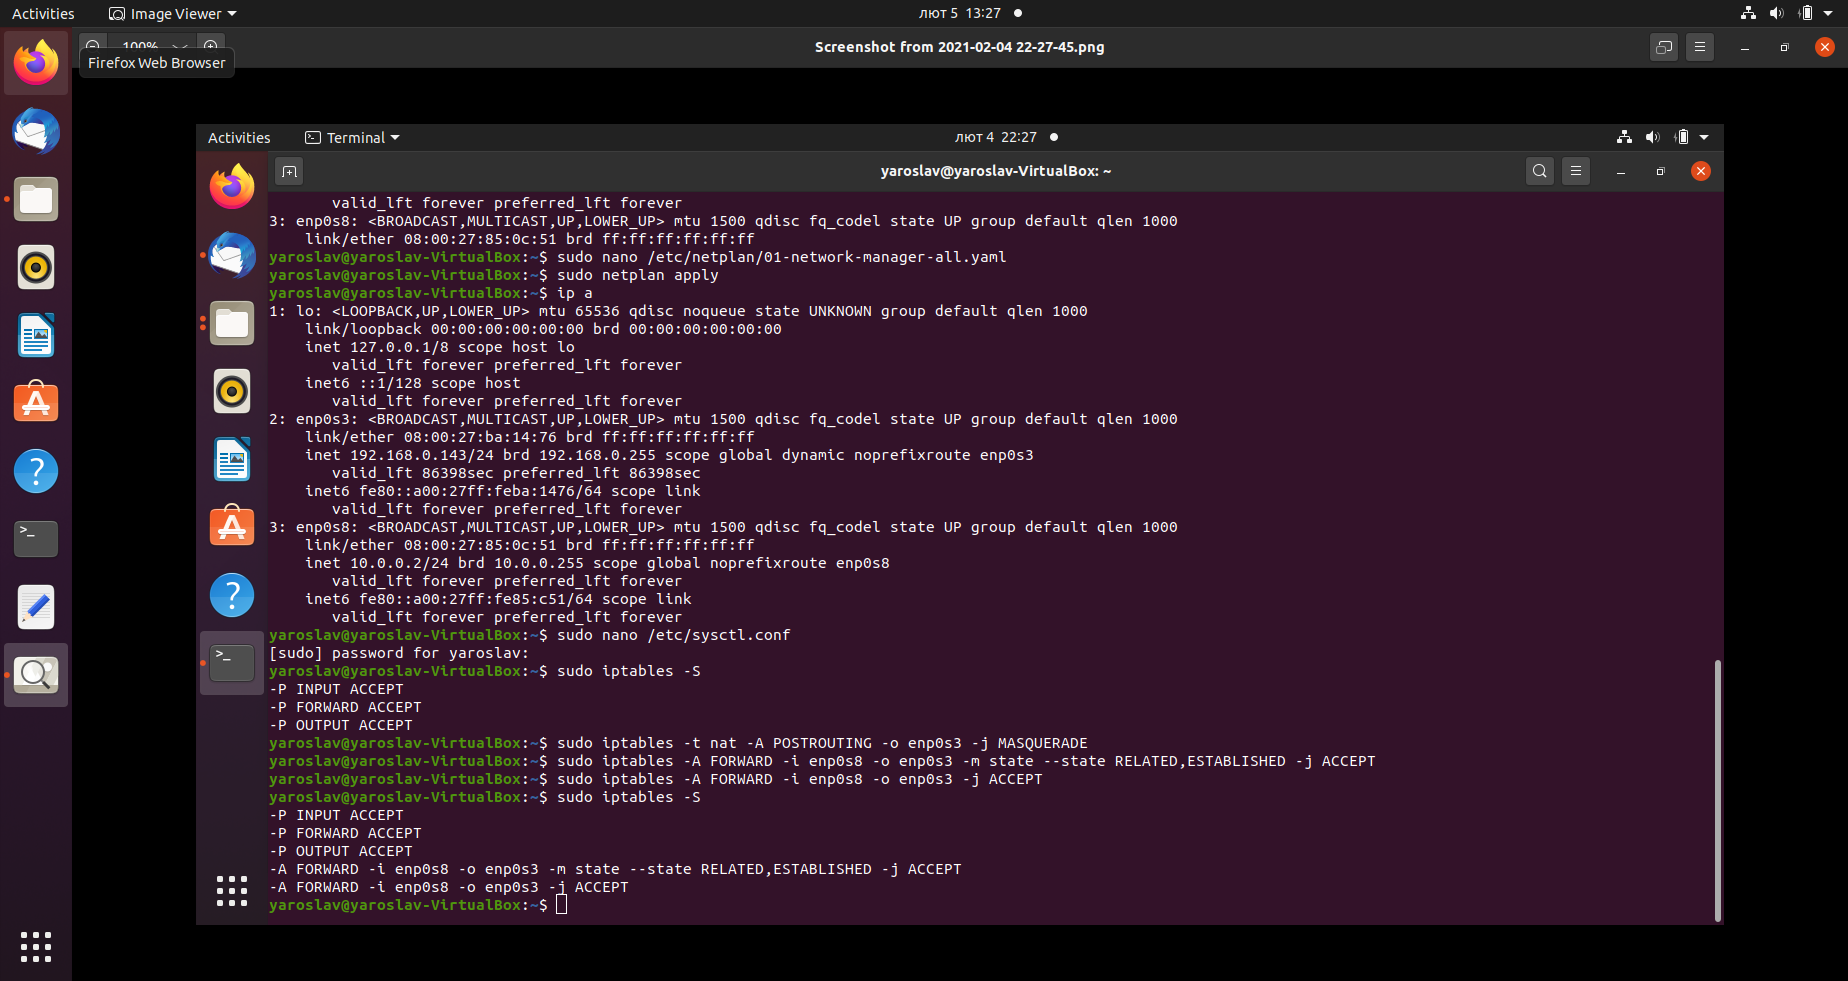 Activities
Image Viewer
лют 5 13:27
100%
Screenshot from 2021-02-04 22-27-45.png
Firefox Web Browser
Activities
Terminal
лют 4 22:27
yaroslav@yaroslav-VirtualBox: ~
valid_lft forever preferred_lft forever
3: enp0s8: <BROADCAST,MULTICAST,UP,LOWER_UP> mtu 1500 qdisc fq_codel state UP group default qlen 1000
link/ether 08:00:27:85:0c:51 brd ff:ff:ff:ff:ff:ff
yaroslav@yaroslav-VirtualBox:~$ sudo nano /etc/netplan/01-network-manager-all.yaml
yaroslav@yaroslav-VirtualBox:~$ sudo netplan apply
yaroslav@yaroslav-VirtualBox:~$ ip a
1: lo: <LOOPBACK,UP,LOWER_UP> mtu 65536 qdisc noqueue state UNKNOWN group default qlen 1000
link/loopback 00:00:00:00:00:00 brd 00:00:00:00:00:00
inet 127.0.0.1/8 scope host lo
valid_lft forever preferred_lft forever
inet6 ::1/128 scope host
valid_lft forever preferred_lft forever
2: enp0s3: <BROADCAST,MULTICAST,UP,LOWER_UP> mtu 1500 qdisc fq_codel state UP group default qlen 1000
link/ether 08:00:27:ba:14:76 brd ff:ff:ff:ff:ff:ff
inet 192.168.0.143/24 brd 192.168.0.255 scope global dynamic noprefixroute enp0s3
valid_lft 86398sec preferred_lft 86398sec
inet6 fe80::a00:27ff:feba:1476/64 scope link
valid_lft forever preferred_lft forever
3: enp0s8: <BROADCAST,MULTICAST,UP,LOWER_UP> mtu 1500 qdisc fq_codel state UP group default qlen 1000
link/ether 08:00:27:85:0c:51 brd ff:ff:ff:ff:ff:ff
inet 10.0.0.2/24 brd 10.0.0.255 scope global noprefixroute enp0s8
valid_lft forever preferred_lft forever
inet6 fe80::a00:27ff:fe85:c51/64 scope link
valid_lft forever preferred_lft forever
yaroslav@yaroslav-VirtualBox:~$ sudo nano /etc/sysctl.conf
[sudo] password for yaroslav:
yaroslav@yaroslav-VirtualBox:~$ sudo iptables -S
-P INPUT ACCEPT
-P FORWARD ACCEPT
-P OUTPUT ACCEPT
yaroslav@yaroslav-VirtualBox:~$ sudo iptables -t nat -A POSTROUTING -o enp0s3 -j MASQUERADE
yaroslav@yaroslav-VirtualBox:~$ sudo iptables -A FORWARD -i enp0s8 -o enp0s3 -m state --state RELATED,ESTABLISHED -j ACCEPT
yaroslav@yaroslav-VirtualBox:~$ sudo iptables -A FORWARD -i enp0s8 -o enp0s3 -j ACCEPT
yaroslav@yaroslav-VirtualBox:~$ sudo iptables -S
-P INPUT ACCEPT
-P FORWARD ACCEPT
-P OUTPUT ACCEPT
-A FORWARD -i enp0s8 -o enp0s3 -m state --state RELATED,ESTABLISHED -j ACCEPT
-A FORWARD -i enp0s8 -o enp0s3 -j ACCEPT
yaroslav@yaroslav-VirtualBox:~$